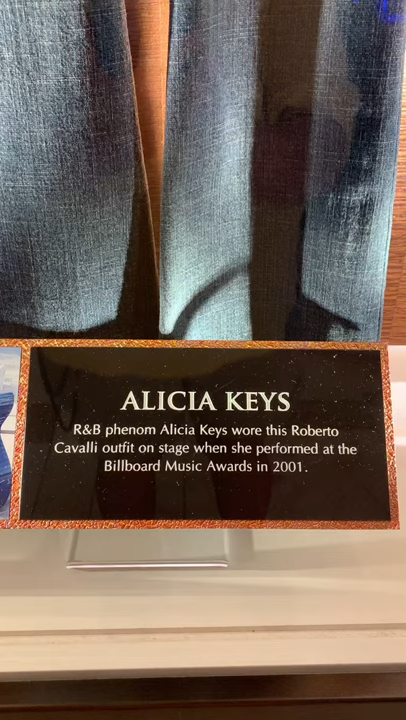 ALICIA KEYS
R&B phenom Alicia Keys wore this Roberto
Cavalli outfit on stage when she performed at the
Billboard Music Awards in 2001.